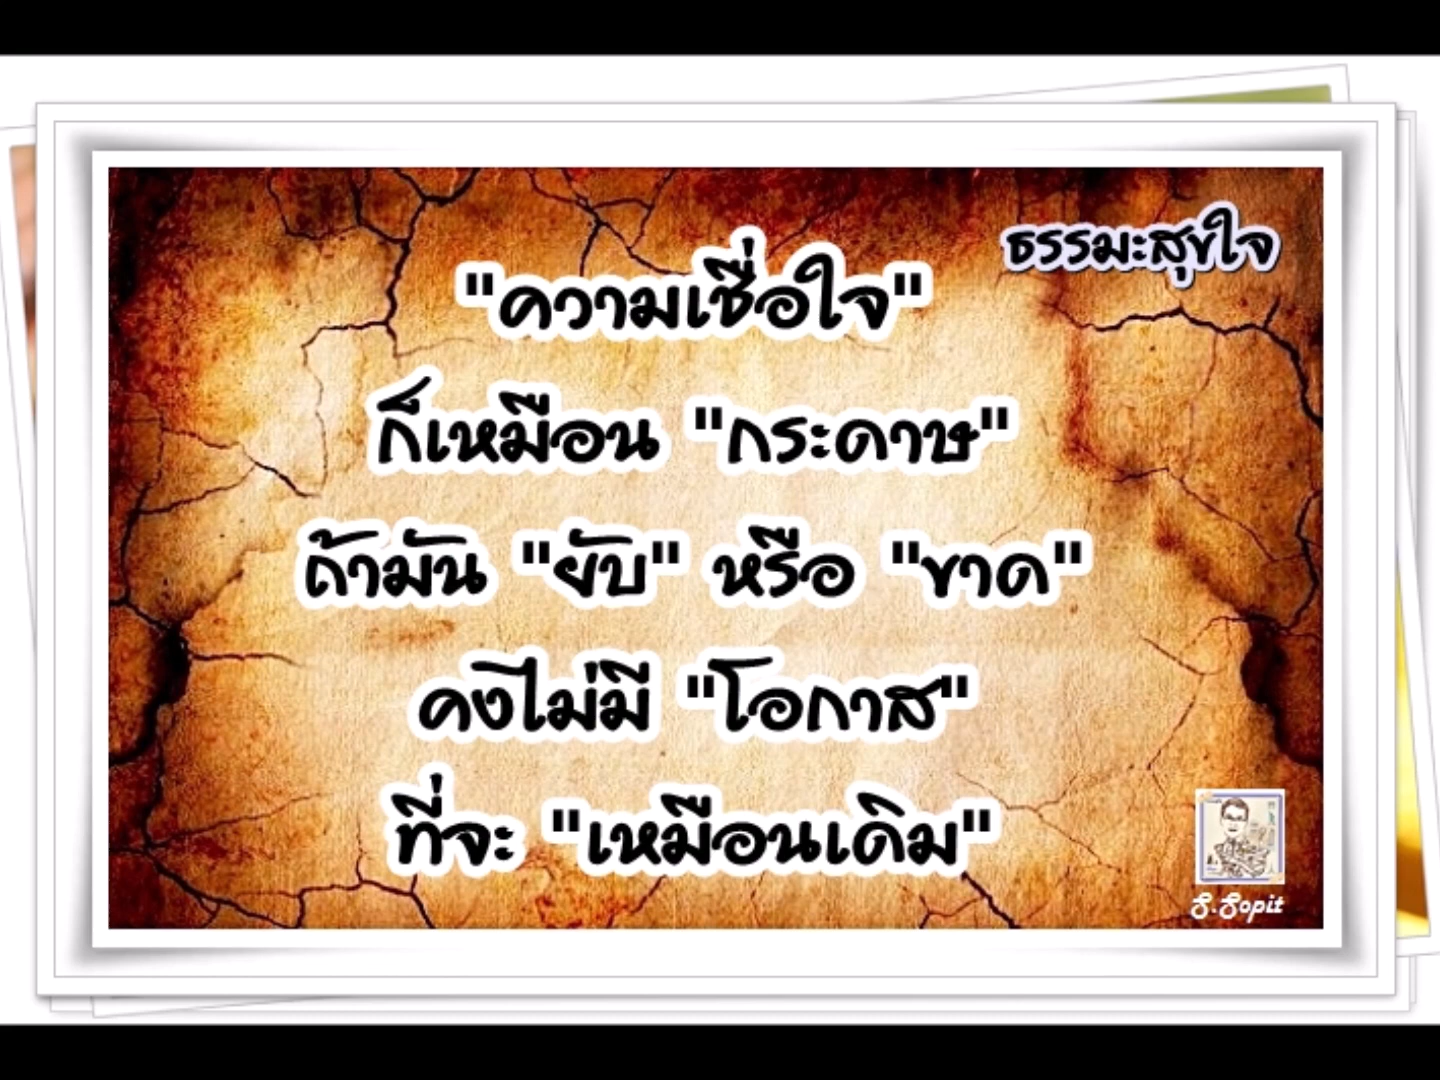 ธรรมะสุขใจ
"ความเชื่อใจ"
ก็เหมือน "กระดาษ"
ถ้ามัน "ยับ" หรือ "ขาด"
คงไม่มี "โอกาส"
ที่จะ "เหมือนเดิม"
S.Sopit